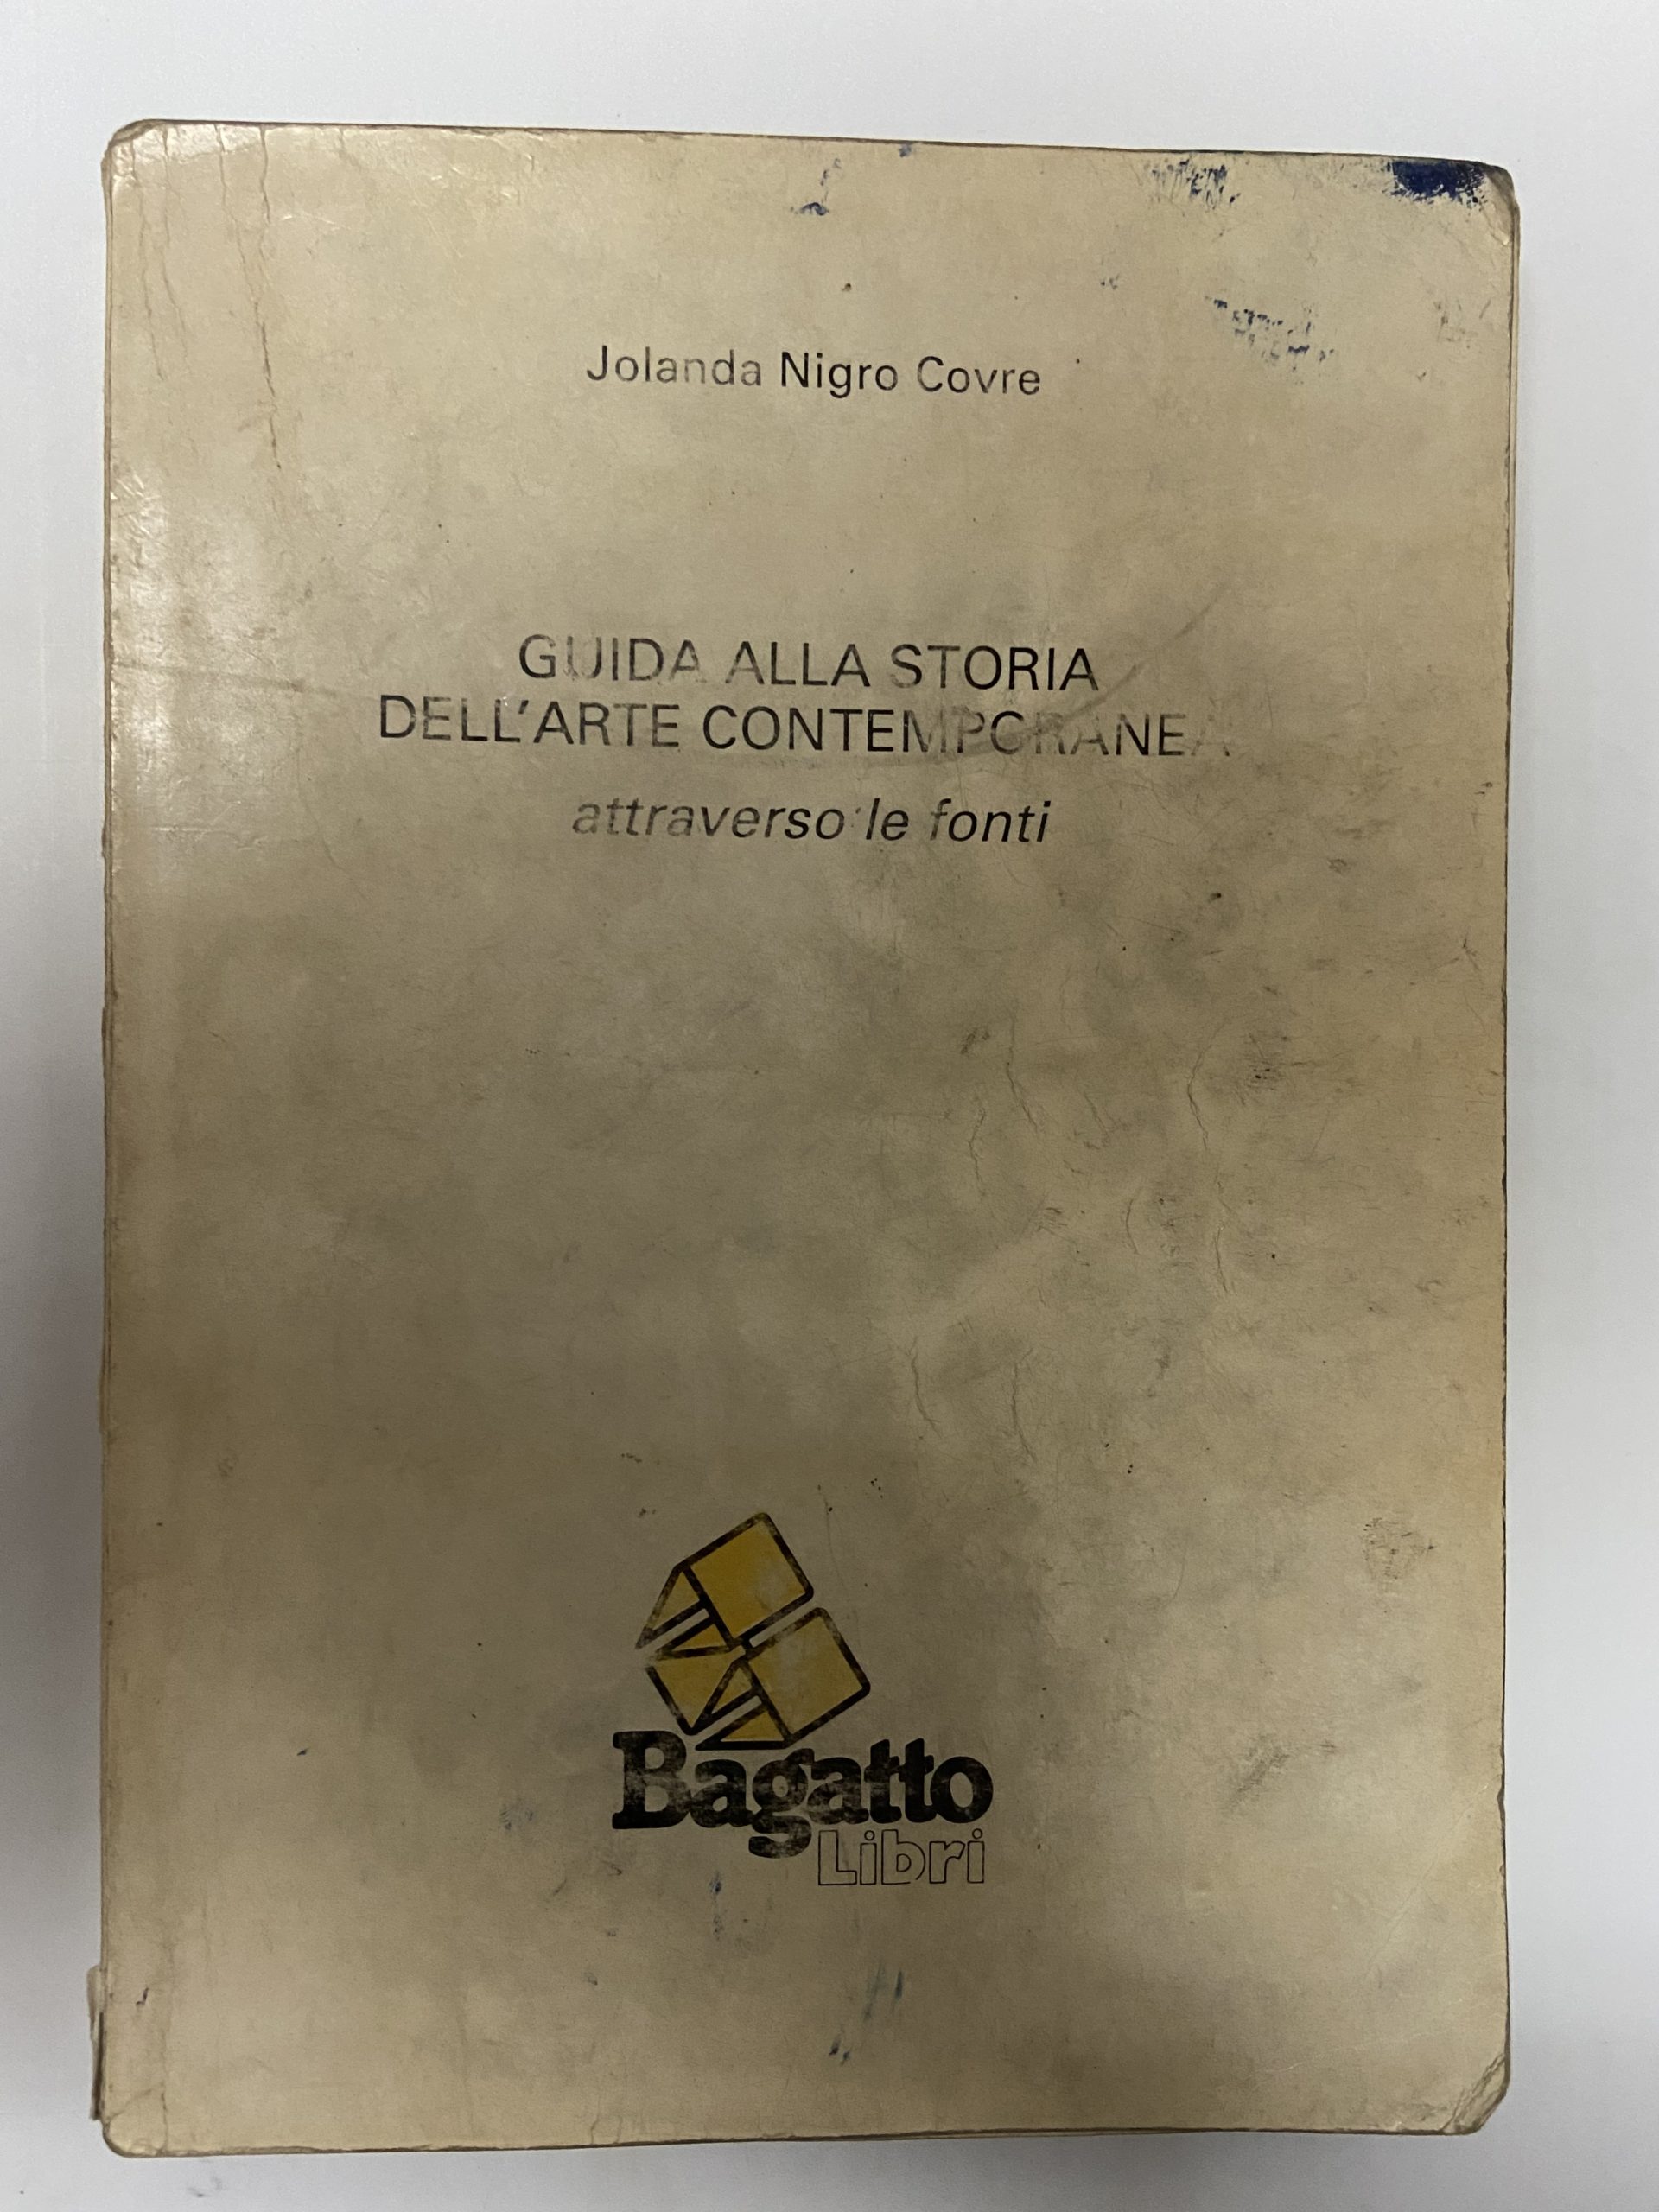 Jolanda Nigro Covre
GUIDA ALLA STORIA
DELL'ARTE CONTEMPORANEA
attraverso le fonti
Bagatto
Libri